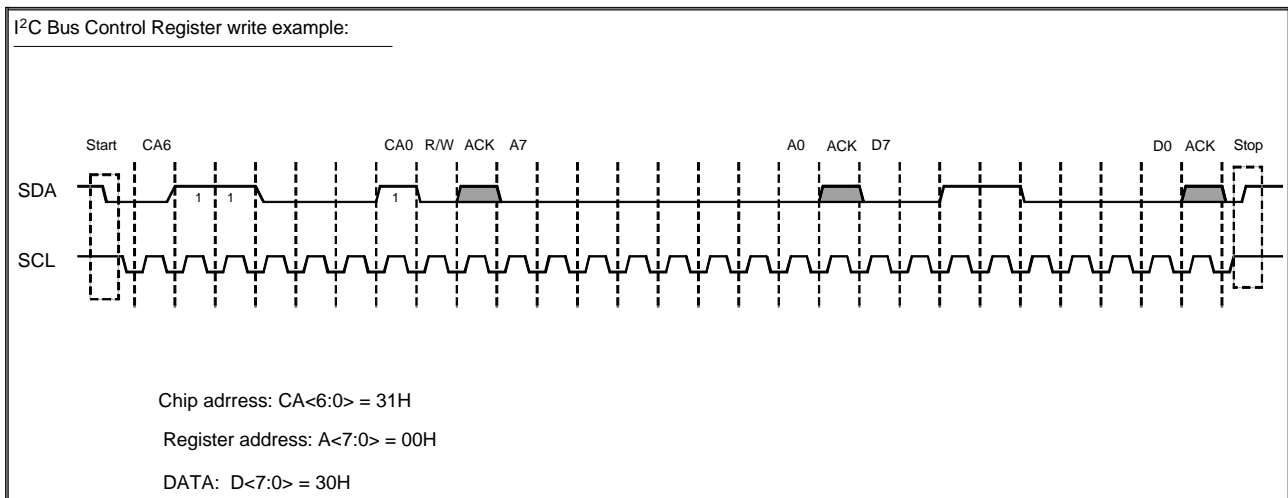 I²C Bus Control Register write example:
Start CA6 CA0 R/W ACK A7 A0 ACK D7 D0 ACK Stop
SDA 1 1 1
SCL
Chip adrress: CA<6:0> = 31H
Register address: A<7:0> = 00H
DATA: D<7:0> = 30H